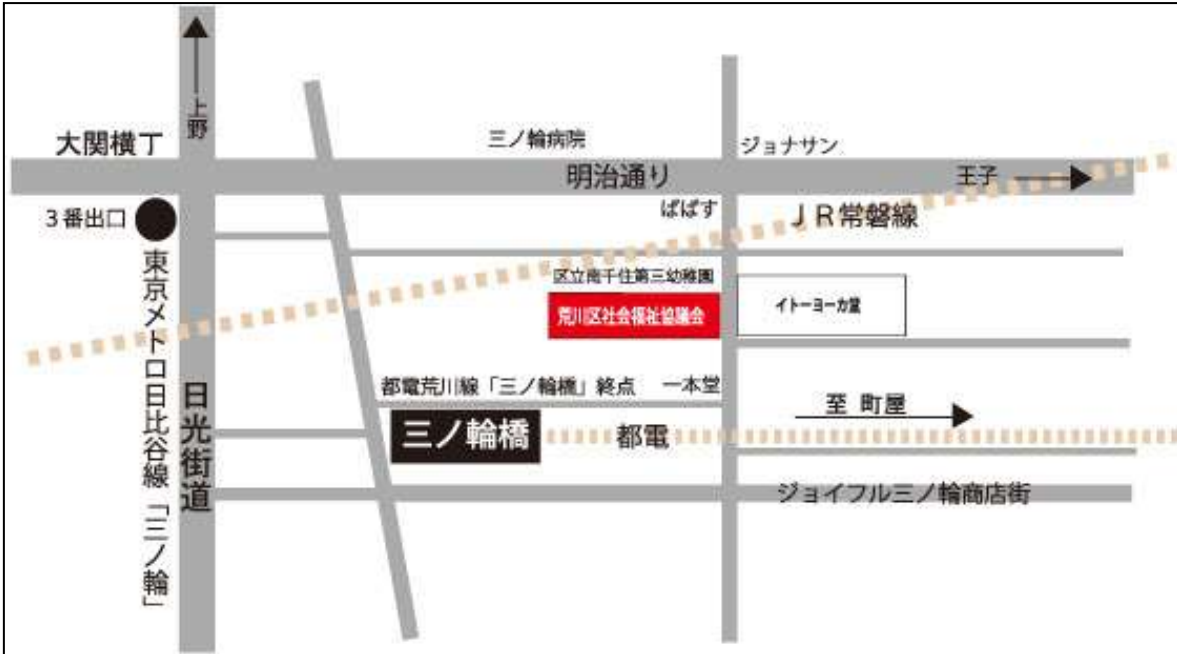 上野
大関横丁
三ノ輪病院
ジョナサン
明治通り
王子
3番出口
ぱぱす
JR常磐線
区立南千住第三幼稚園
荒川区社会福祉協議会
イトーヨーカ堂
東京メトロ日比谷線「三ノ輪」
日光街道
都電荒川線「三ノ輪橋」終点
一本堂
至 町屋
三ノ輪橋
都電
ジョイフル三ノ輪商店街